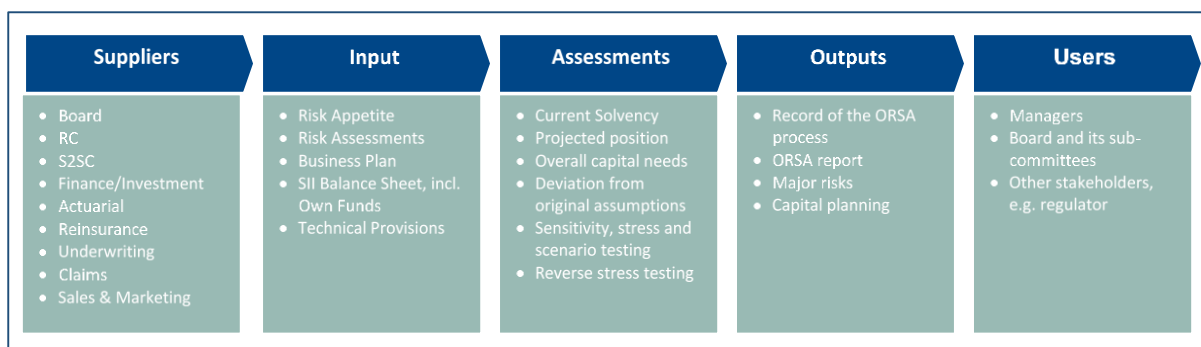 Suppliers
Board
RC
S2SC
Finance/Investment
Actuarial
Reinsurance
Underwriting
Claims
Sales & Marketing
Input
Risk Appetite
Risk Assessments
Business Plan
SII Balance Sheet, incl.
Own Funds
Technical Provisions
Assessments
Current Solvency
Projected position
Overall capital needs
Deviation from
original assumptions
Sensitivity, stress and
scenario testing
Reverse stress testing
Outputs
Record of the ORSA
process
ORSA report
Major risks
Capital planning
Users
Managers
Board and its sub-
committees
Other stakeholders,
e.g. regulator